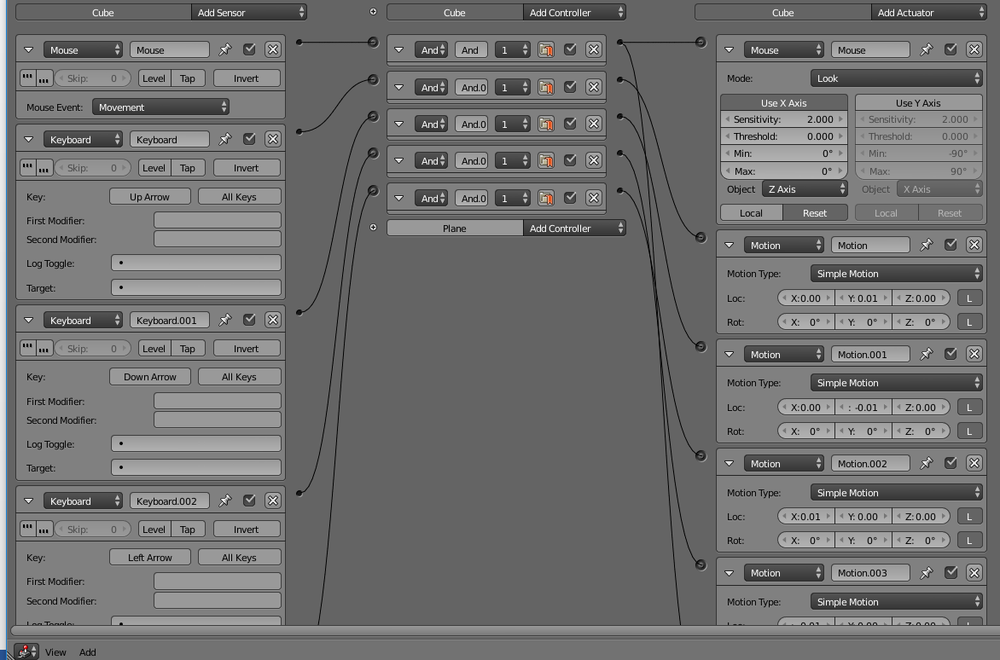 Cube Add Sensor
Mouse Mouse
Skip: 0 Level Tap Invert
Mouse Event: Movement
Keyboard Keyboard
Skip: 0 Level Tap Invert
Key: Up Arrow All Keys
First Modifier:
Second Modifier:
Log Toggle:
Target:
Keyboard Keyboard.001
Skip: 0 Level Tap Invert
Key: Down Arrow All Keys
First Modifier:
Second Modifier:
Log Toggle:
Target:
Keyboard Keyboard.002
Skip: 0 Level Tap Invert
Key: Left Arrow All Keys
First Modifier:
Second Modifier:
Log Toggle:
Cube Add Controller
And And 1
And And.0 1
And And.0 1
And And.0 1
And And.0 1
Plane Add Controller
Cube Add Actuator
Mouse Mouse
Mode: Look
Use X Axis Use Y Axis
Sensitivity: 2.000 Sensitivity: 2.000
Threshold: 0.000 Threshold: 0.000
Min: 0° Min: -90°
Max: 0° Max: 90°
Object Z Axis Object X Axis
Local Reset Local Reset
Motion Motion
Motion Type: Simple Motion
Loc: X:0.00 Y: 0.01 Z:0.00 L
Rot: X: 0° Y: 0° Z: 0° L
Motion Motion.001
Motion Type: Simple Motion
Loc: X:0.00 : -0.01 Z:0.00 L
Rot: X: 0° Y: 0° Z: 0° L
Motion Motion.002
Motion Type: Simple Motion
Loc: X:0.01 Y: 0.00 Z:0.00 L
Rot: X: 0° Y: 0° Z: 0° L
Motion Motion.003
Motion Type: Simple Motion
View Add